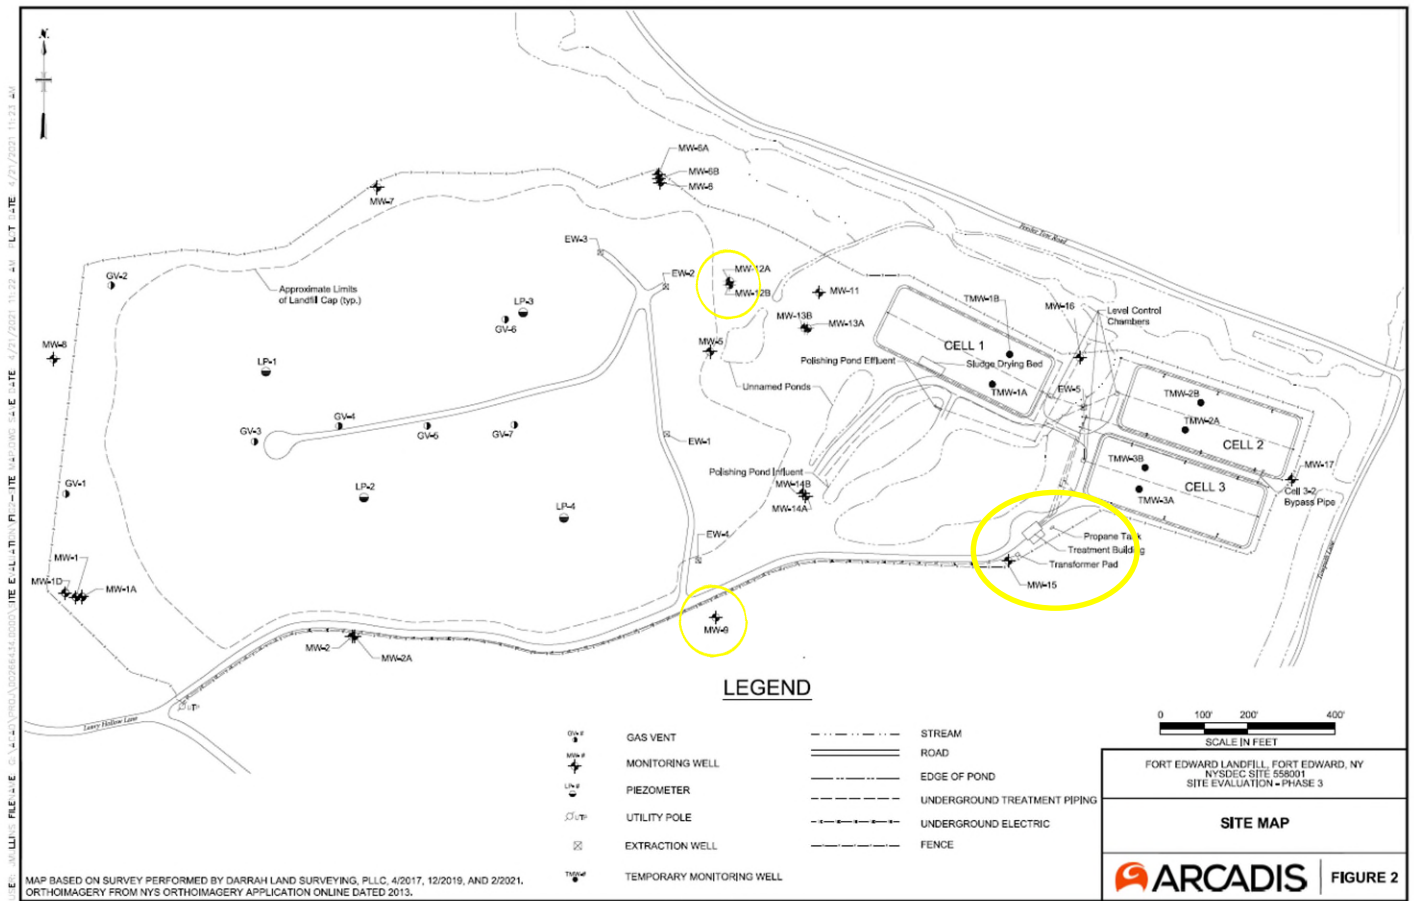 N
MW-6A
MW-6B
MW-6
MW-7
Feeder Tow Road
EW-3
GV-2
EW-2
MW-12A
MW-12B
MW-11
Approximate Limits
of Landfill Cap (typ.)
LP-3
GV-6
MW-13B
MW-13A
TMW-1B
MW-16
Level Control
Chambers
MW-8
MW-5
CELL 1
LP-1
Polishing Pond Effluent
Sludge Drying Bed
Unnamed Ponds
TMW-1A
EW-5
TMW-2B
TMW-2A
GV-4
GV-3
GV-5
GV-7
EW-1
CELL 2
TMW-3B
MW-17
Polishing Pond Influent
CELL 3
GV-1
LP-2
MW-14B
MW-14A
TMW-3A
Cell 3-2
Bypass Pipe
LP-4
EW-4
Propane Tank
Treatment Building
Transformer Pad
MW-1
MW-1D
MW-1A
MW-15
MW-9
MW-2
MW-2A
UTP
Leavy Hollow Lane
LEGEND
GV-#
GAS VENT
MW-#
MONITORING WELL
LP-#
PIEZOMETER
UTP
UTILITY POLE
EXTRACTION WELL
TMW-#
TEMPORARY MONITORING WELL
STREAM
ROAD
EDGE OF POND
UNDERGROUND TREATMENT PIPING
UNDERGROUND ELECTRIC
FENCE
0 100' 200' 400'
SCALE IN FEET
FORT EDWARD LANDFILL, FORT EDWARD, NY
NYSDEC SITE 558001
SITE EVALUATION - PHASE 3
SITE MAP
ARCADIS
FIGURE 2
MAP BASED ON SURVEY PERFORMED BY DARRAH LAND SURVEYING, PLLC, 4/2017, 12/2019, AND 2/2021.
ORTHOIMAGERY FROM NYS ORTHOIMAGERY APPLICATION ONLINE DATED 2013.